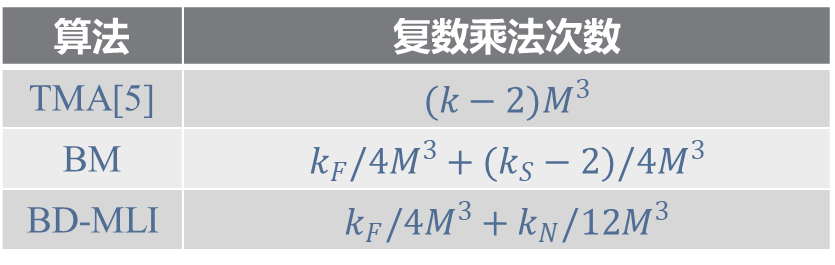 算法 复数乘法次数
TMA[5] (k − 2)M³
BM k_F/4M³ + (k_S − 2)/4M³
BD-MLI k_F/4M³ + k_N/12M³